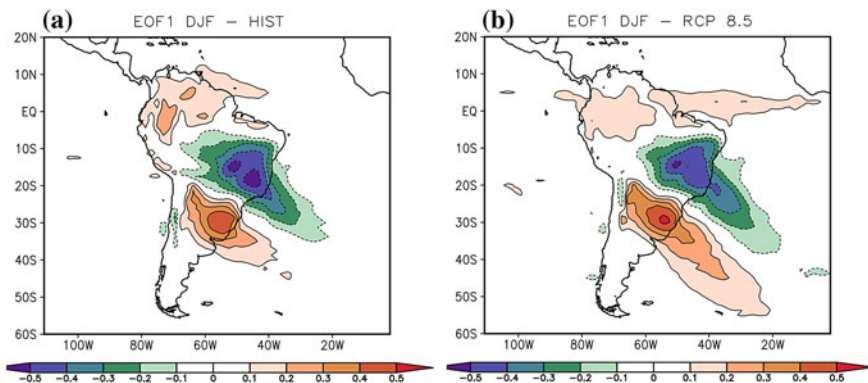 (a) EOF1 DJF – HIST
20N
10N
EQ
10S
20S
30S
40S
50S
60S
100W 80W 60W 40W 20W
-0.5 -0.4 -0.3 -0.2 -0.1 0 0.1 0.2 0.3 0.4 0.5
(b) EOF1 DJF – RCP 8.5
20N
10N
EQ
10S
20S
30S
40S
50S
60S
100W 80W 60W 40W 20W
-0.5 -0.4 -0.3 -0.2 -0.1 0 0.1 0.2 0.3 0.4 0.5